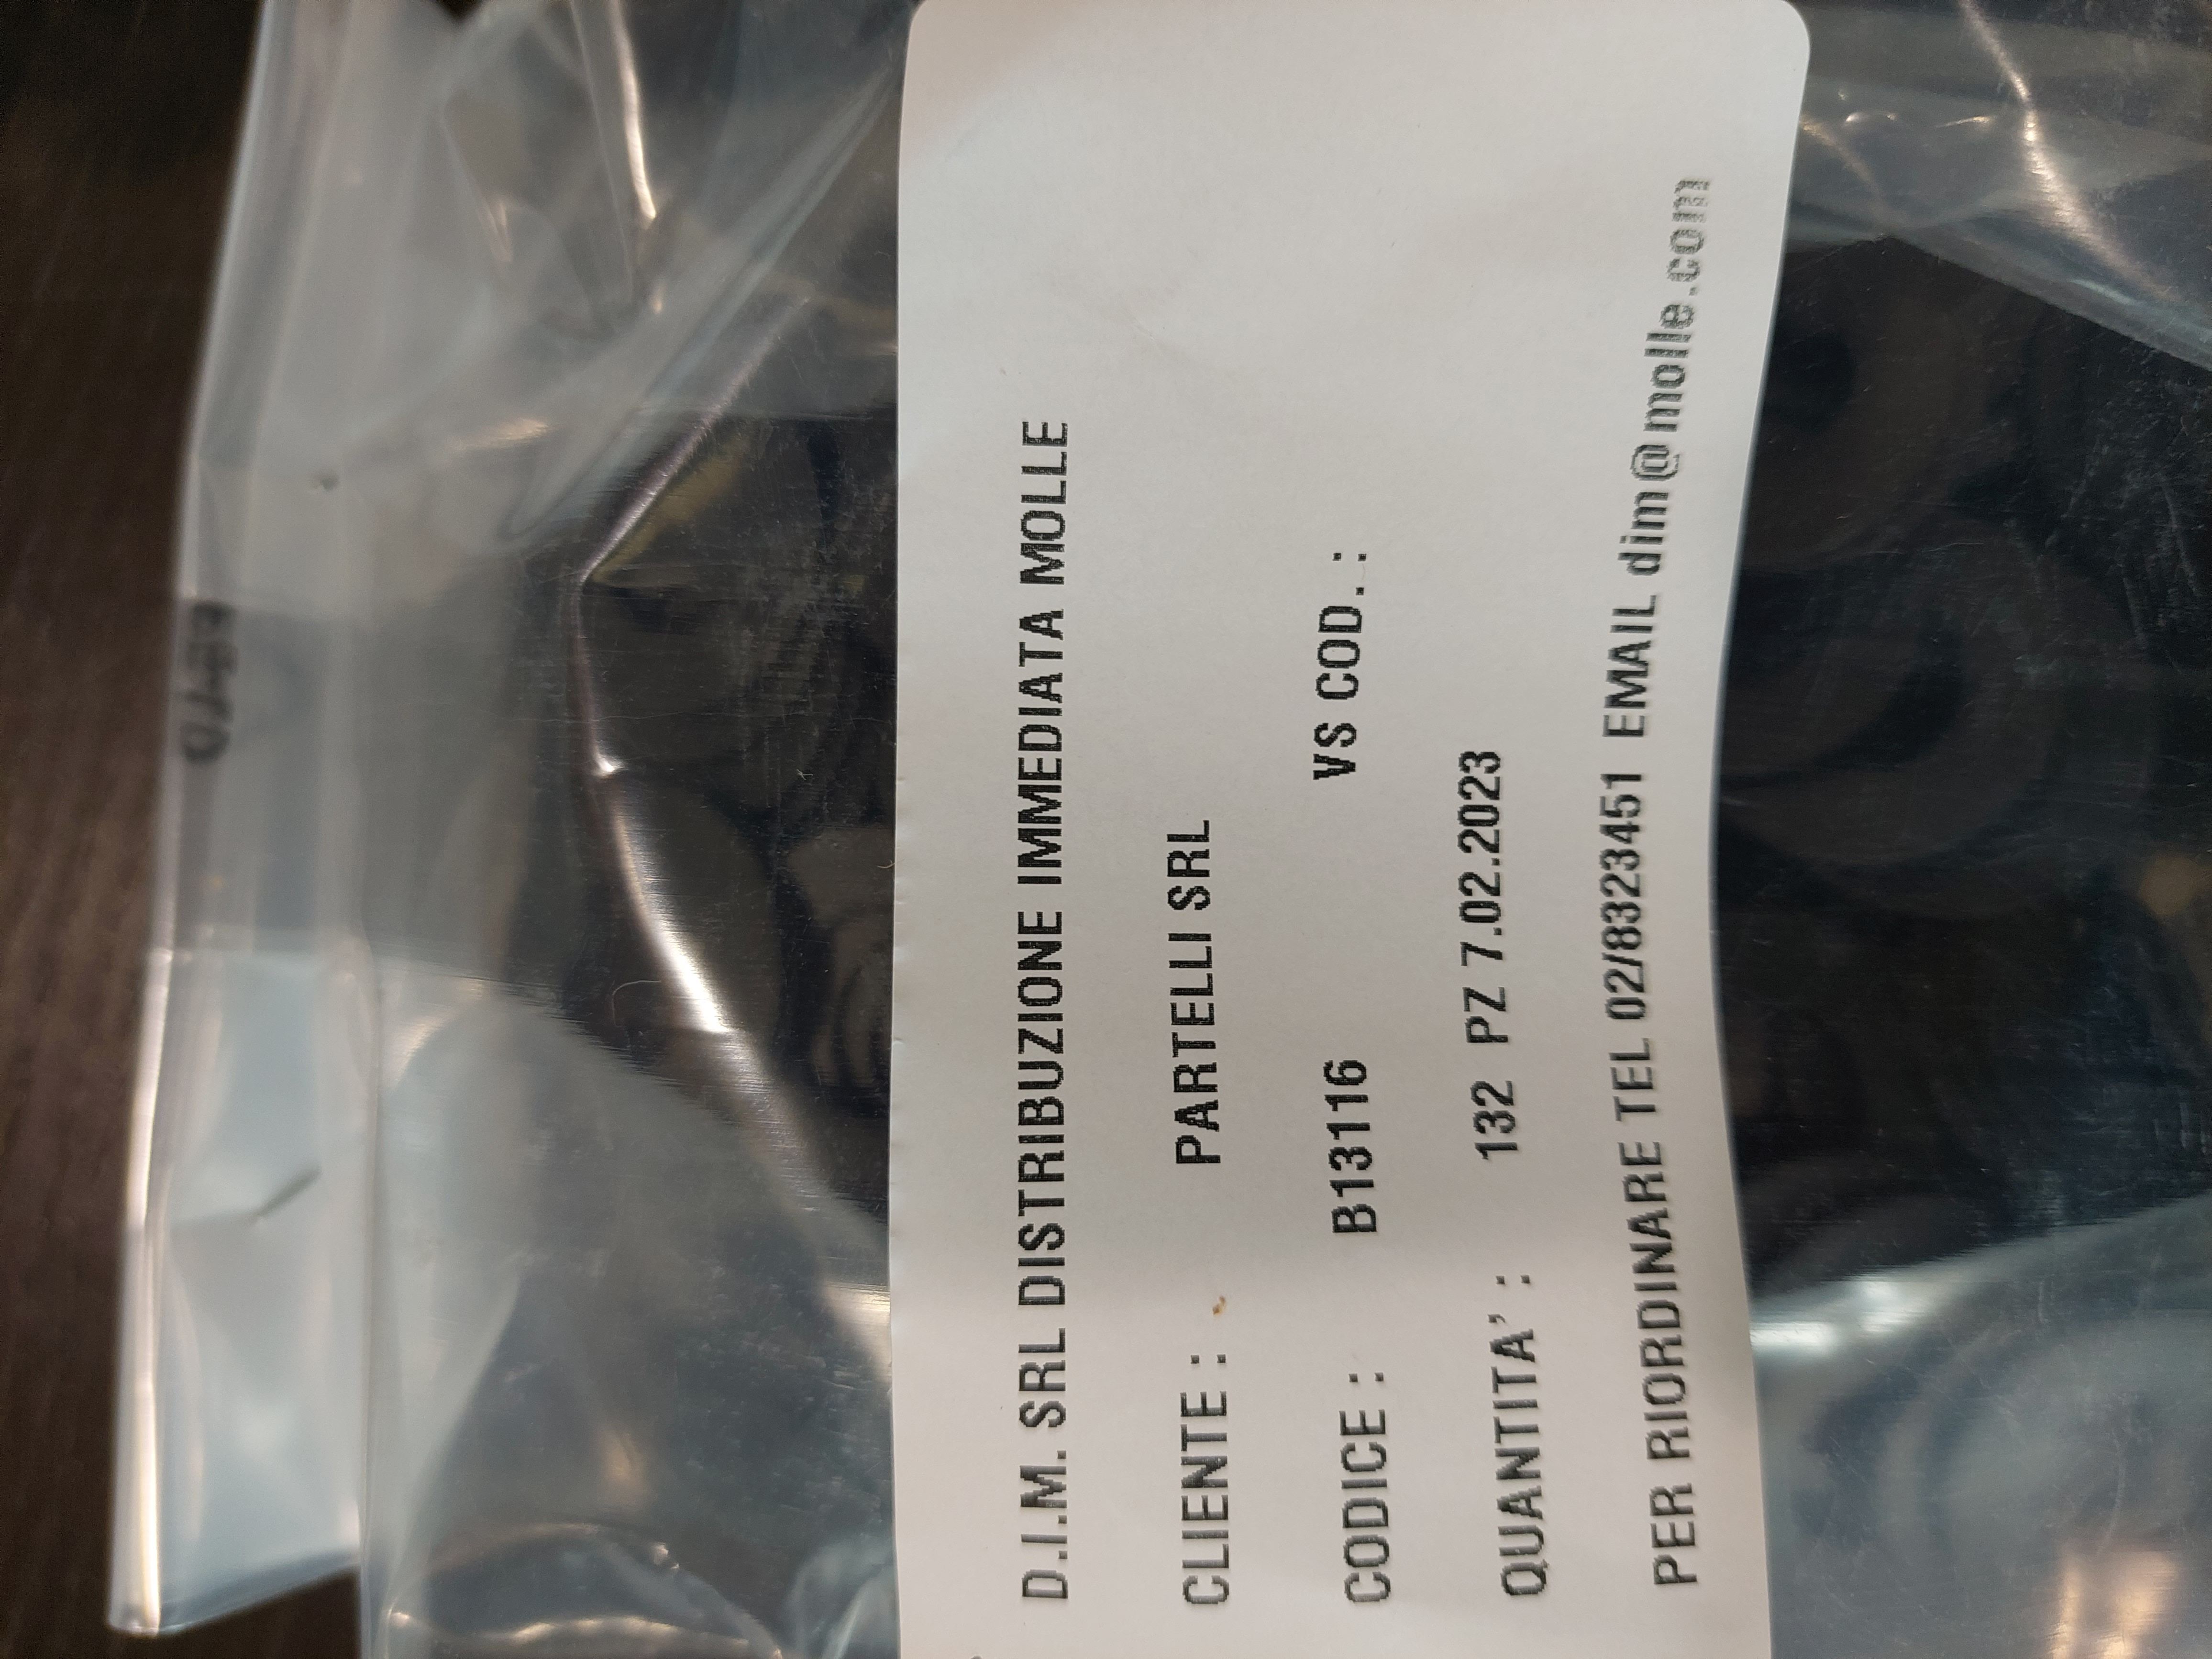 D.I.M. SRL DISTRIBUZIONE IMMEDIATA MOLLE
CLIENTE : PARTELLI SRL
CODICE : B13116 VS COD. :
QUANTITA' : 132 PZ 7.02.2023
PER RIORDINARE TEL 02/8323451 EMAIL dim@molle.com